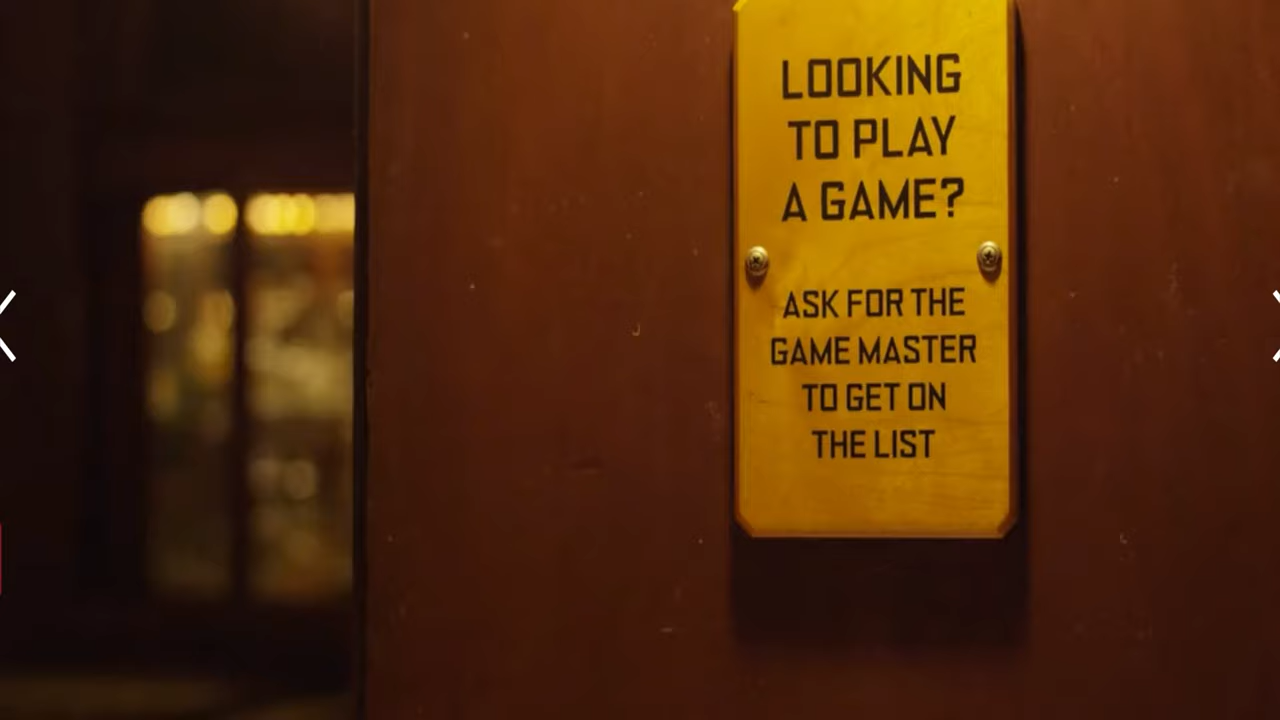 LOOKING
TO PLAY
A GAME?
ASK FOR THE
GAME MASTER
TO GET ON
THE LIST